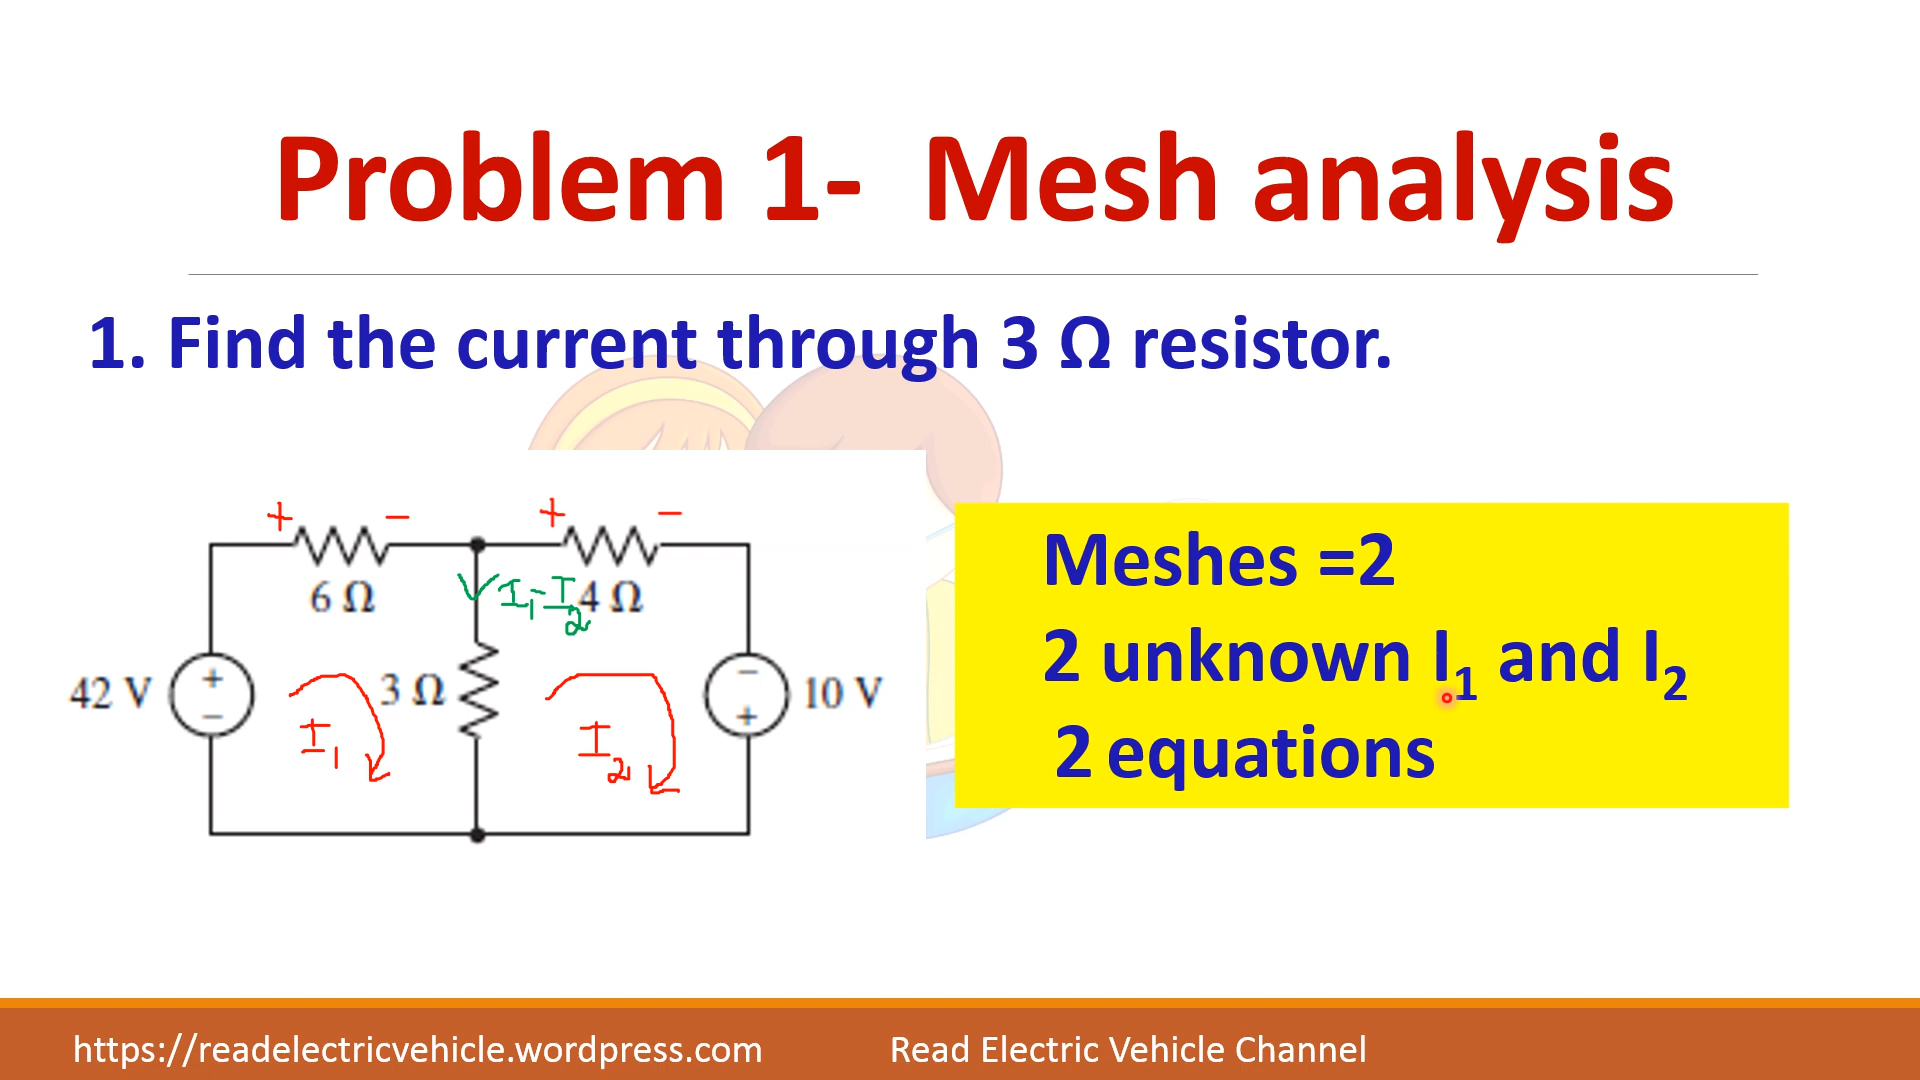 Problem 1-  Mesh analysis
1. Find the current through 3 Ω resistor.
+ - + -
6 Ω I₁-I₂ 4 Ω
42 V + - 3 Ω - + 10 V
I₁ I₂
Meshes =2
2 unknown I₁ and I₂
2 equations
https://readelectricvehicle.wordpress.com Read Electric Vehicle Channel